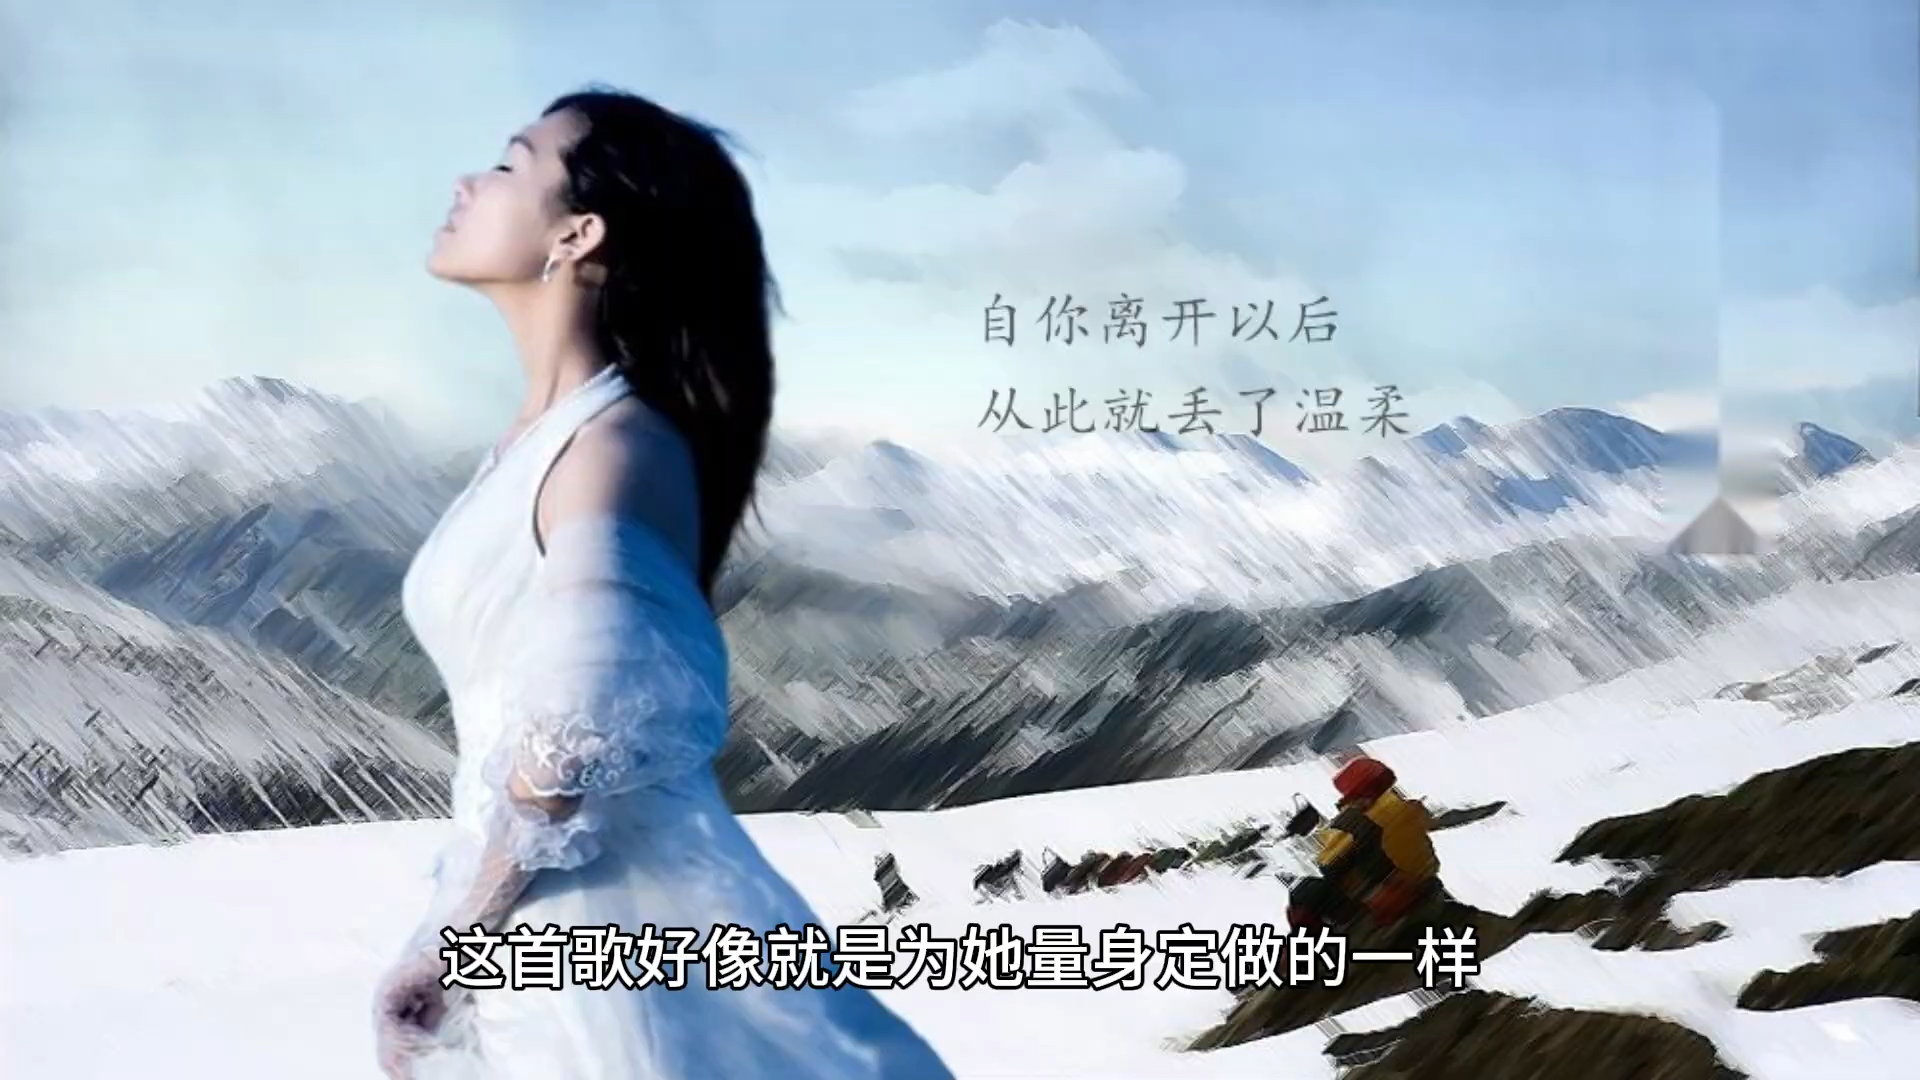 自你离开以后
从此就丢了温柔
这首歌好像就是为她量身定做的一样